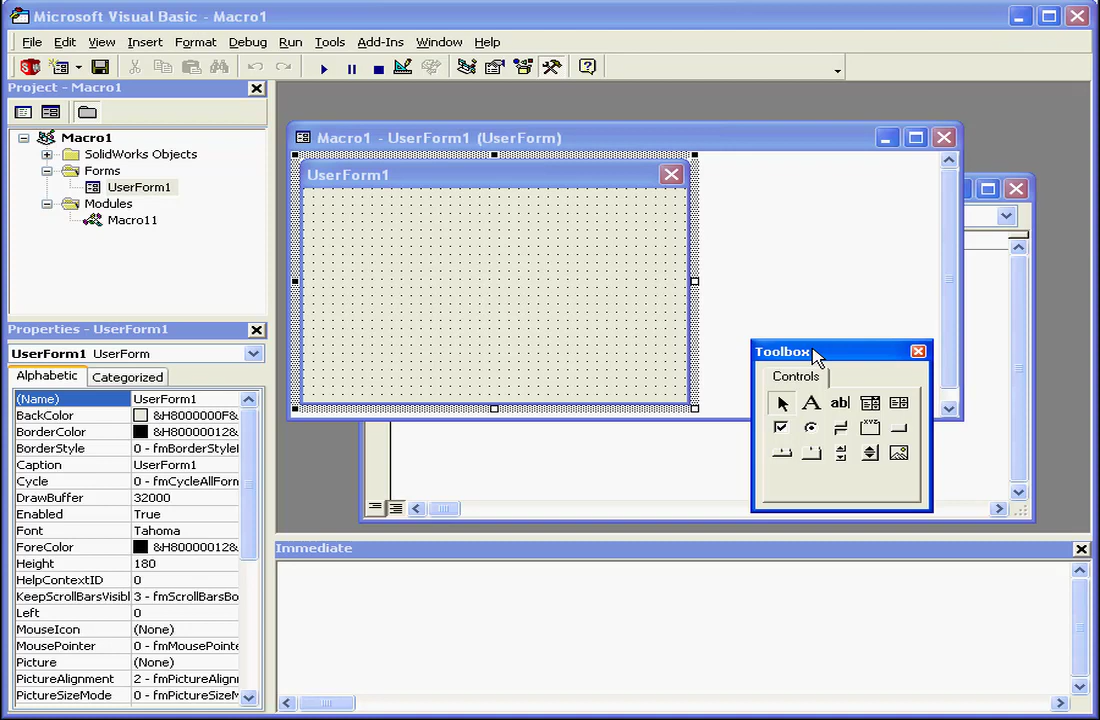 Microsoft Visual Basic - Macro1
File Edit View Insert Format Debug Run Tools Add-Ins Window Help
Project - Macro1
Macro1
SolidWorks Objects
Forms
UserForm1
Modules
Macro11
Properties - UserForm1
UserForm1 UserForm
Alphabetic Categorized
(Name) UserForm1
BackColor &H8000000F&
BorderColor &H80000012&
BorderStyle 0 - fmBorderStyle
Caption UserForm1
Cycle 0 - fmCycleAllForm
DrawBuffer 32000
Enabled True
Font Tahoma
ForeColor &H80000012&
Height 180
HelpContextID 0
KeepScrollBarsVisibl 3 - fmScrollBarsBo
Left 0
MouseIcon (None)
MousePointer 0 - fmMousePointe
Picture (None)
PictureAlignment 2 - fmPictureAlign
PictureSizeMode 0 - fmPictureSize
Macro1 - UserForm1 (UserForm)
UserForm1
Toolbox
Controls
A ab
XYZ
Immediate